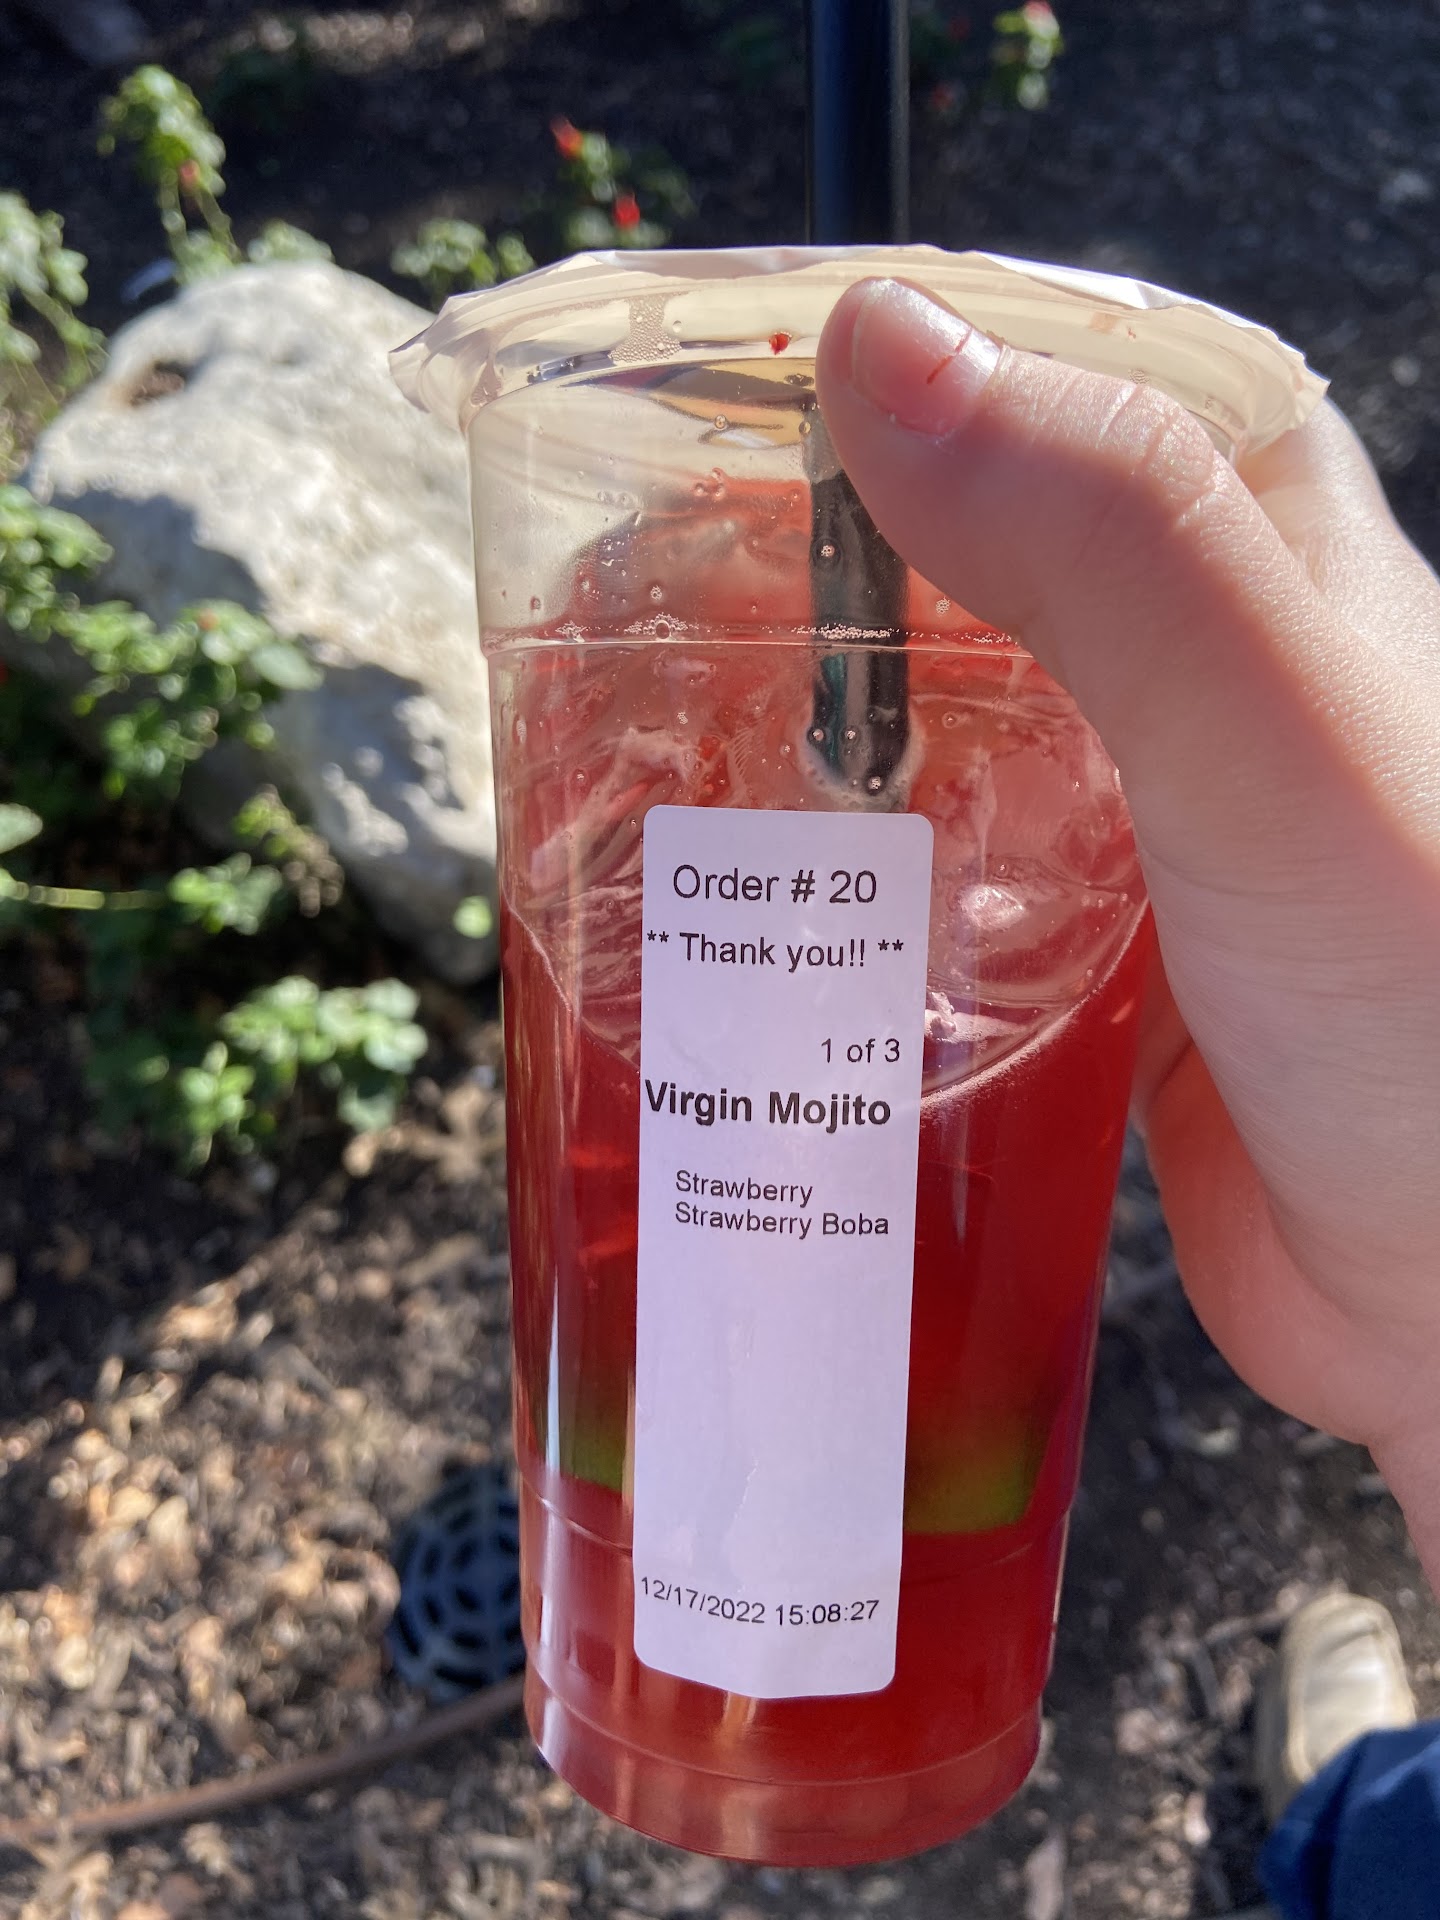 Order # 20
** Thank you!! **
1 of 3
Virgin Mojito
Strawberry
Strawberry Boba
12/17/2022 15:08:27